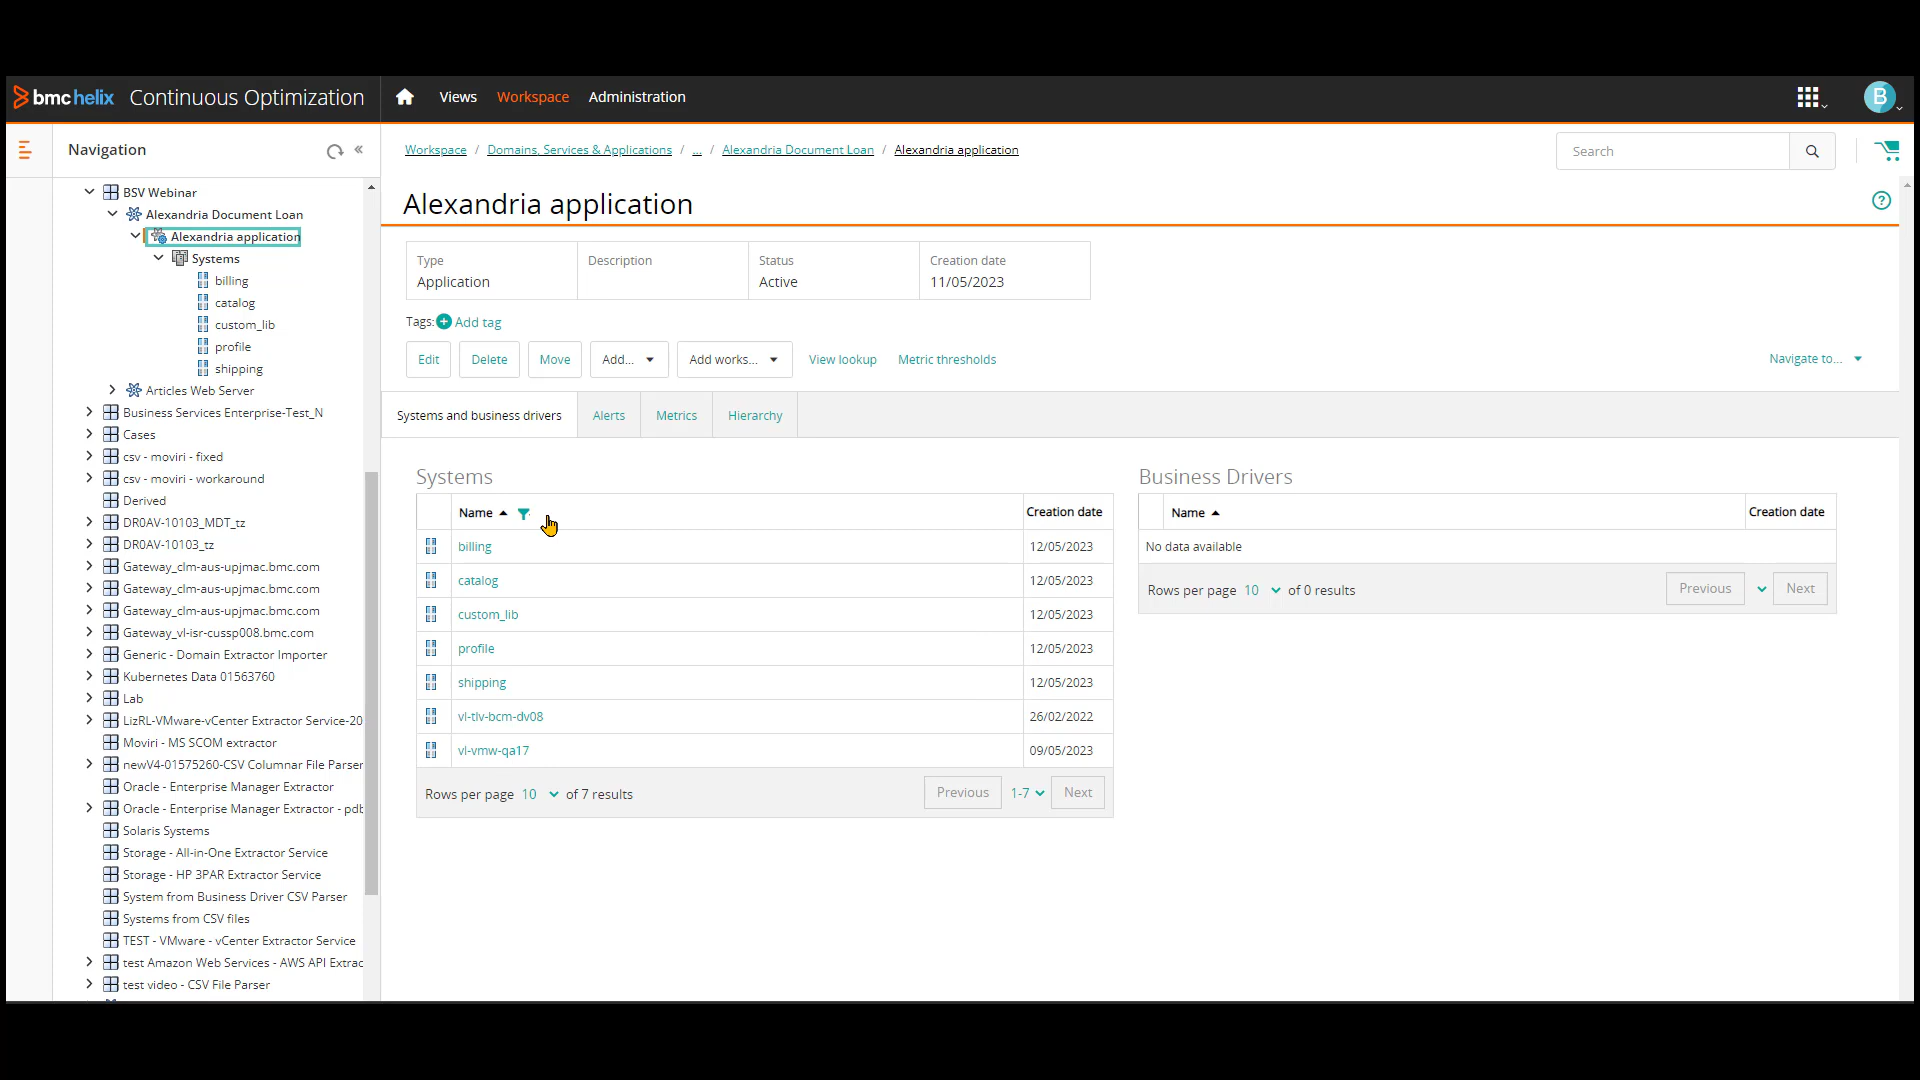 bmc helix Continuous Optimization Views Workspace Administration B
Navigation
BSV Webinar
Alexandria Document Loan
Alexandria application
Systems
billing
catalog
custom_lib
profile
shipping
Articles Web Server
Business Services Enterprise-Test_N
Cases
csv - moviri - fixed
csv - moviri - workaround
Derived
DR0AV-10103_MDT_tz
DR0AV-10103_tz
Gateway_clm-aus-upjmac.bmc.com
Gateway_clm-aus-upjmac.bmc.com
Gateway_clm-aus-upjmac.bmc.com
Gateway_vl-isr-cussp008.bmc.com
Generic - Domain Extractor Importer
Kubernetes Data 01563760
Lab
LizRL-VMware-vCenter Extractor Service-20
Moviri - MS SCOM extractor
newV4-01575260-CSV Columnar File Parser
Oracle - Enterprise Manager Extractor
Oracle - Enterprise Manager Extractor - pdb
Solaris Systems
Storage - All-in-One Extractor Service
Storage - HP 3PAR Extractor Service
System from Business Driver CSV Parser
Systems from CSV files
TEST - VMware - vCenter Extractor Service
test Amazon Web Services - AWS API Extrac
test video - CSV File Parser
Workspace / Domains, Services & Applications / ... / Alexandria Document Loan / Alexandria application
Search
Alexandria application
?
Type Description Status Creation date
Application Active 11/05/2023
Tags: + Add tag
Edit Delete Move Add... Add works... View lookup Metric thresholds Navigate to...
Systems and business drivers Alerts Metrics Hierarchy
Systems
Name Creation date
billing 12/05/2023
catalog 12/05/2023
custom_lib 12/05/2023
profile 12/05/2023
shipping 12/05/2023
vl-tlv-bcm-dv08 26/02/2022
vl-vmw-qa17 09/05/2023
Rows per page 10 of 7 results Previous 1-7 Next
Business Drivers
Name Creation date
No data available
Rows per page 10 of 0 results Previous Next